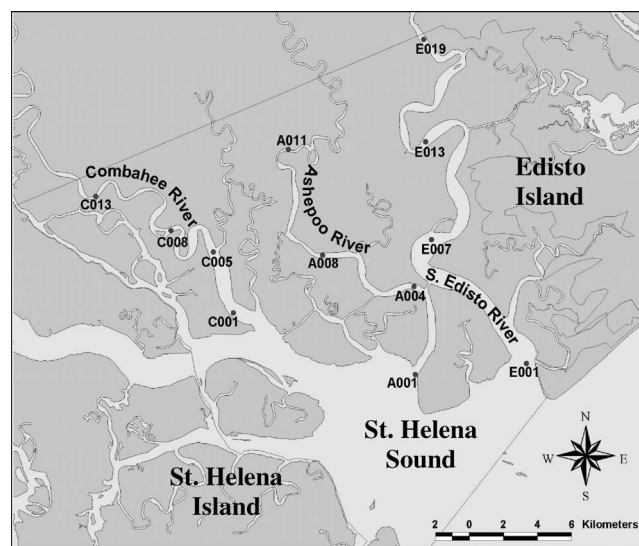 E019
A011
E013
Edisto
Island
Combahee River
Ashepoo River
C013
C008
E007
C005
A008
S. Edisto River
A004
C001
E001
A001
St. Helena
Sound
N
W
E
S
St. Helena
Island
2 0 2 4 6 Kilometers